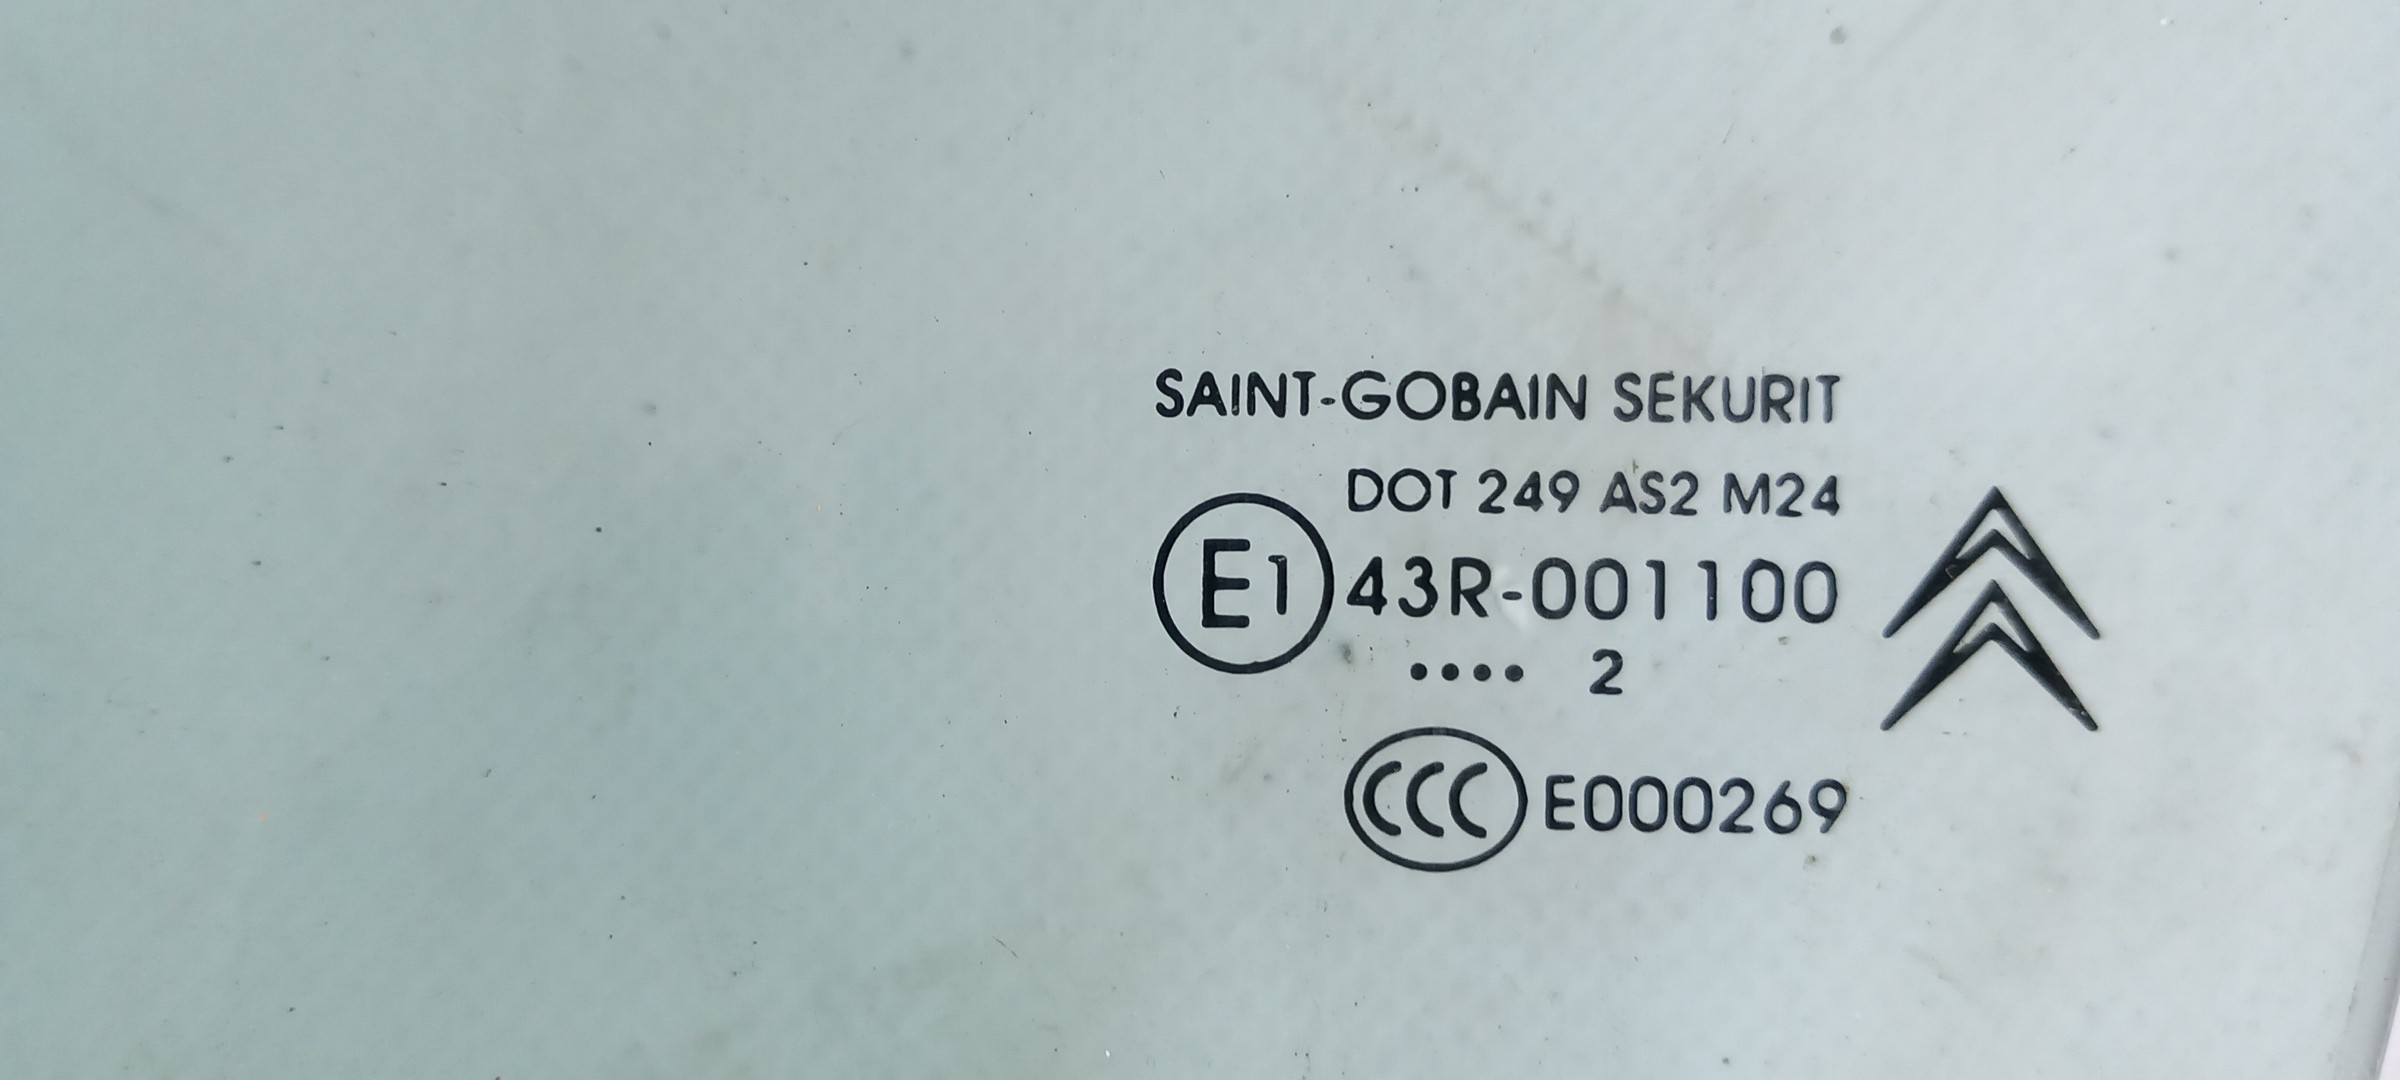 SAINT-GOBAIN SEKURIT
DOT 249 AS2 M24
E1 43R-001100
•••• 2
CCC E000269